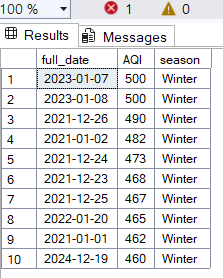 100 % 1 0
Results Messages
full_date AQI season
1 2023-01-07 500 Winter
2 2023-01-08 500 Winter
3 2021-12-26 490 Winter
4 2021-01-02 482 Winter
5 2021-12-24 473 Winter
6 2021-12-23 468 Winter
7 2021-12-25 467 Winter
8 2022-01-20 465 Winter
9 2021-01-01 462 Winter
10 2024-12-19 460 Winter